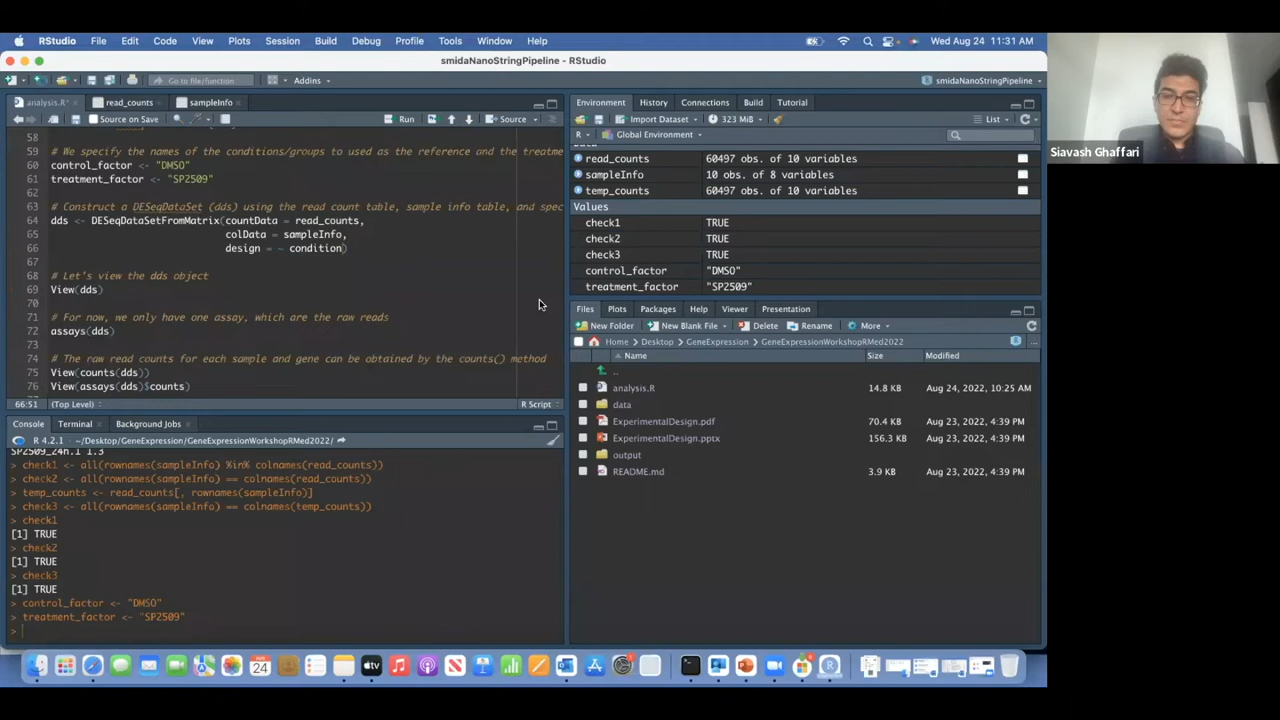 RStudio File Edit Code View Plots Session Build Debug Profile Tools Window Help Wed Aug 24 11:31 AM
smidaNanoStringPipeline - RStudio
Go to file/function Addins smidaNanoStringPipeline
analysis.R* read_counts sampleInfo
Source on Save Run Source
58
59 # We specify the names of the conditions/groups to used as the reference and the treatme
60 control_factor <- "DMSO"
61 treatment_factor <- "SP2509"
62
63 # Construct a DESeqDataSet (dds) using the read count table, sample info table, and spec
64 dds <- DESeqDataSetFromMatrix(countData = read_counts,
65 colData = sampleInfo,
66 design = ~ condition)
67
68 # Let's view the dds object
69 View(dds)
70
71 # For now, we only have one assay, which are the raw reads
72 assays(dds)
73
74 # The raw read counts for each sample and gene can be obtained by the counts() method
75 View(counts(dds))
76 View(assays(dds)$counts)
66:51 (Top Level) R Script
Console Terminal Background Jobs
R 4.2.1 · ~/Desktop/GeneExpression/GeneExpressionWorkshopRMed2022/
SP2509_24h.1 1.3
> check1 <- all(rownames(sampleInfo) %in% colnames(read_counts))
> check2 <- all(rownames(sampleInfo) == colnames(read_counts))
> temp_counts <- read_counts[, rownames(sampleInfo)]
> check3 <- all(rownames(sampleInfo) == colnames(temp_counts))
> check1
[1] TRUE
> check2
[1] TRUE
> check3
[1] TRUE
> control_factor <- "DMSO"
> treatment_factor <- "SP2509"
>
Environment History Connections Build Tutorial
Import Dataset 323 MiB List
R Global Environment
Data
read_counts 60497 obs. of 10 variables
sampleInfo 10 obs. of 8 variables
temp_counts 60497 obs. of 10 variables
Values
check1 TRUE
check2 TRUE
check3 TRUE
control_factor "DMSO"
treatment_factor "SP2509"
Files Plots Packages Help Viewer Presentation
New Folder New Blank File Delete Rename More
Home Desktop GeneExpression GeneExpressionWorkshopRMed2022
Name Size Modified
..
analysis.R 14.8 KB Aug 24, 2022, 10:25 AM
data
ExperimentalDesign.pdf 70.4 KB Aug 23, 2022, 4:39 PM
ExperimentalDesign.pptx 156.3 KB Aug 23, 2022, 4:39 PM
output
README.md 3.9 KB Aug 23, 2022, 4:39 PM
Siavash Ghaffari